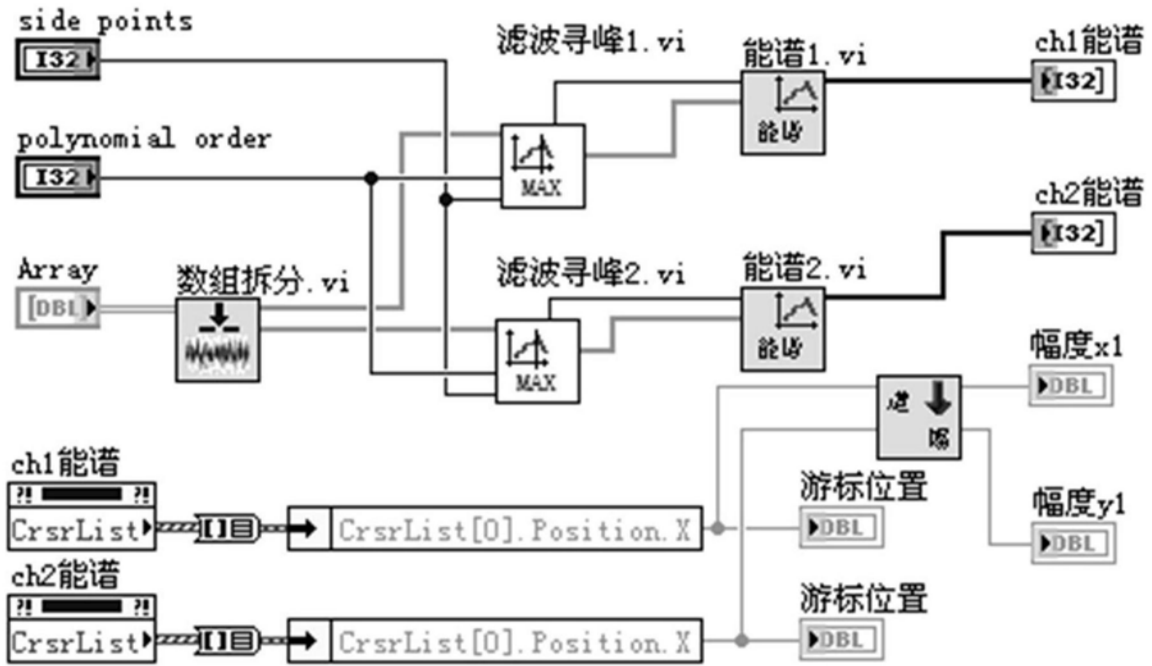 side points
I32
滤波寻峰1.vi
能谱1.vi
ch1能谱
[I32]
能谱
MAX
polynomial order
I32
ch2能谱
[I32]
Array
[DBL]
数组拆分.vi
滤波寻峰2.vi
能谱2.vi
能谱
MAX
幅度x1
DBL
道
幅
ch1能谱
?! ?!
CrsrList
[]
CrsrList[0].Position.X
游标位置
DBL
幅度y1
DBL
ch2能谱
?! ?!
CrsrList
[]
CrsrList[0].Position.X
游标位置
DBL